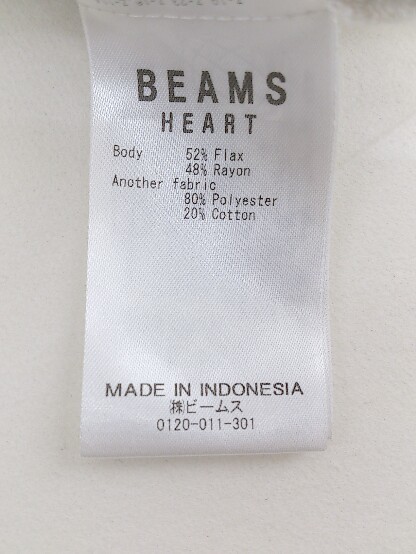 BEAMS
HEART
Body 52% Flax
48% Rayon
Another fabric
80% Polyester
20% Cotton
MADE IN INDONESIA
㈱ビームス
0120-011-301